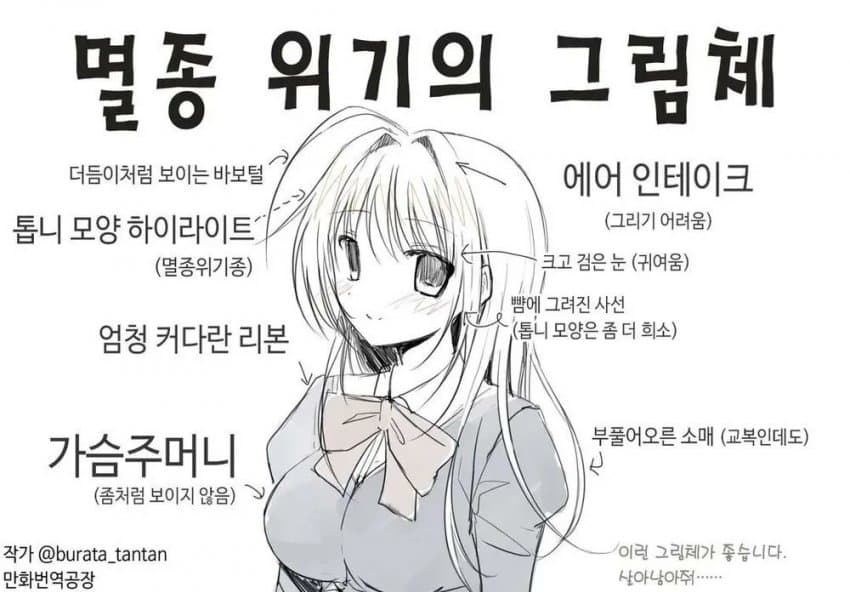 멸종 위기의 그림체
더듬이처럼 보이는 바보털
에어 인테이크
(그리기 어려움)
톱니 모양 하이라이트
(멸종위기종)
크고 검은 눈 (귀여움)
뺨에 그려진 사선
(톱니 모양은 좀 더 희소)
엄청 커다란 리본
가슴주머니
(좀처럼 보이지 않음)
부풀어오른 소매 (교복인데도)
이런 그림체가 좋습니다.
살아남아줘……
작가 @burata_tantan
만화번역공장